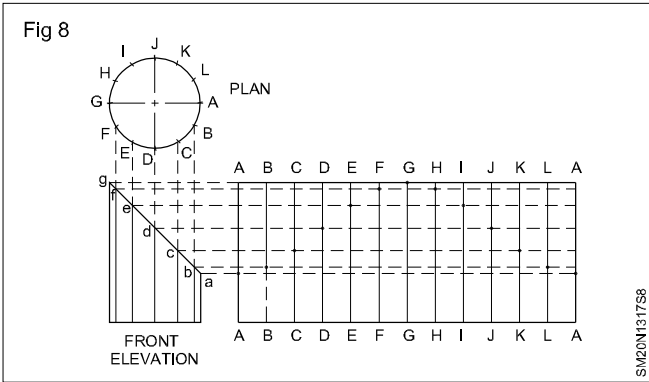 Fig 8
J
I K
H L
G A
F B
E C
D
PLAN
A B C D E F G H I J K L A
g
f
e
d
c
b
a
A B C D E F G H I J K L A
FRONT
ELEVATION
SM20N1317S8